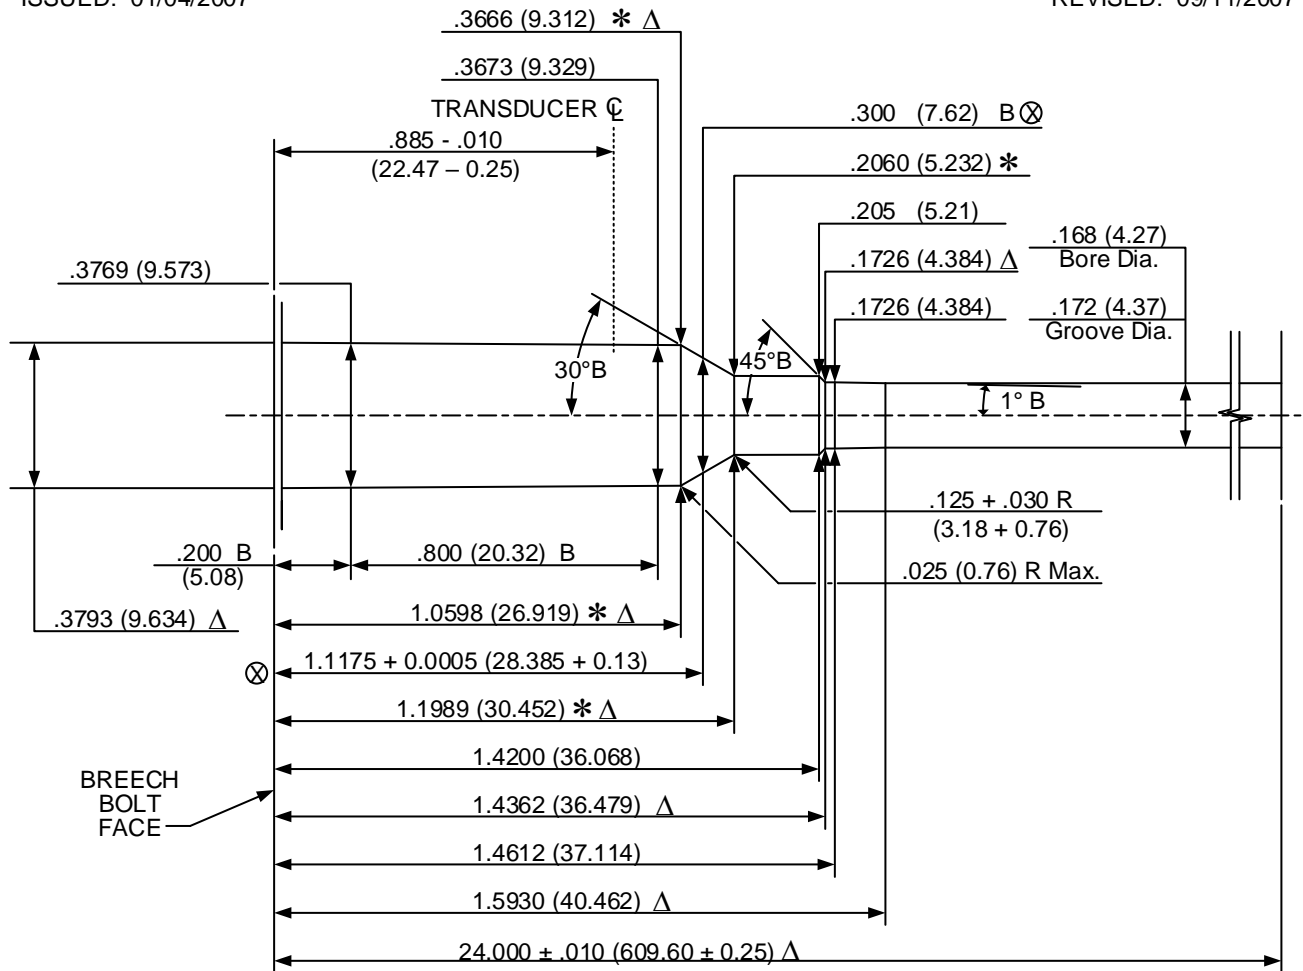 ISSUED: 01/04/2007
REVISED: 09/11/2007
.3666 (9.312) * Δ
.3673 (9.329)
TRANSDUCER ℄
.300 (7.62) B ⊗
.885 - .010
(22.47 – 0.25)
.2060 (5.232) *
.205 (5.21)
.168 (4.27)
Bore Dia.
.1726 (4.384) Δ
.3769 (9.573)
.1726 (4.384)
.172 (4.37)
Groove Dia.
30°B
45°B
1° B
.125 + .030 R
(3.18 + 0.76)
.200 B
(5.08)
.800 (20.32) B
.025 (0.76) R Max.
.3793 (9.634) Δ
1.0598 (26.919) * Δ
⊗ 1.1175 + 0.0005 (28.385 + 0.13)
1.1989 (30.452) * Δ
1.4200 (36.068)
BREECH
BOLT
FACE
1.4362 (36.479) Δ
1.4612 (37.114)
1.5930 (40.462) Δ
24.000 ± .010 (609.60 ± 0.25) Δ